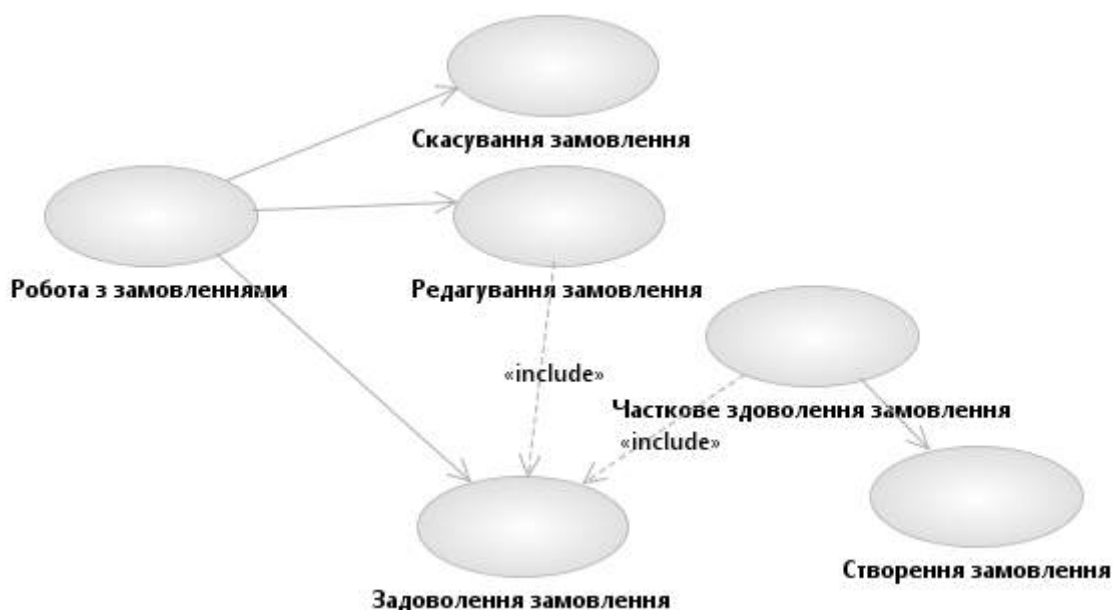 Скасування замовлення
Робота з замовленнями
Редагування замовлення
«include»
Часткове здоволення замовлення
«include»
Створення замовлення
Задоволення замовлення